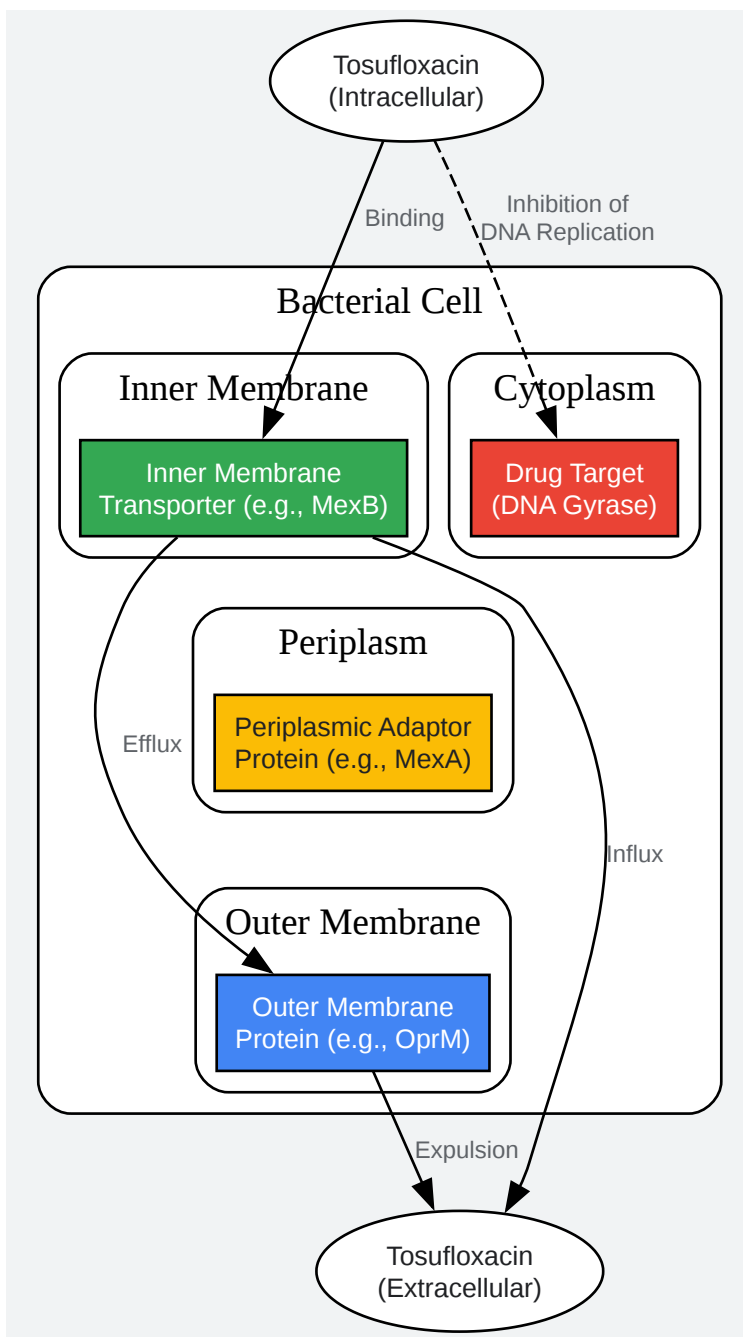 Tosufloxacin
(Intracellular)
Binding
Inhibition of
DNA Replication
Bacterial Cell
Inner Membrane
Cytoplasm
Inner Membrane
Transporter (e.g., MexB)
Drug Target
(DNA Gyrase)
Periplasm
Periplasmic Adaptor
Protein (e.g., MexA)
Efflux
Influx
Outer Membrane
Outer Membrane
Protein (e.g., OprM)
Expulsion
Tosufloxacin
(Extracellular)